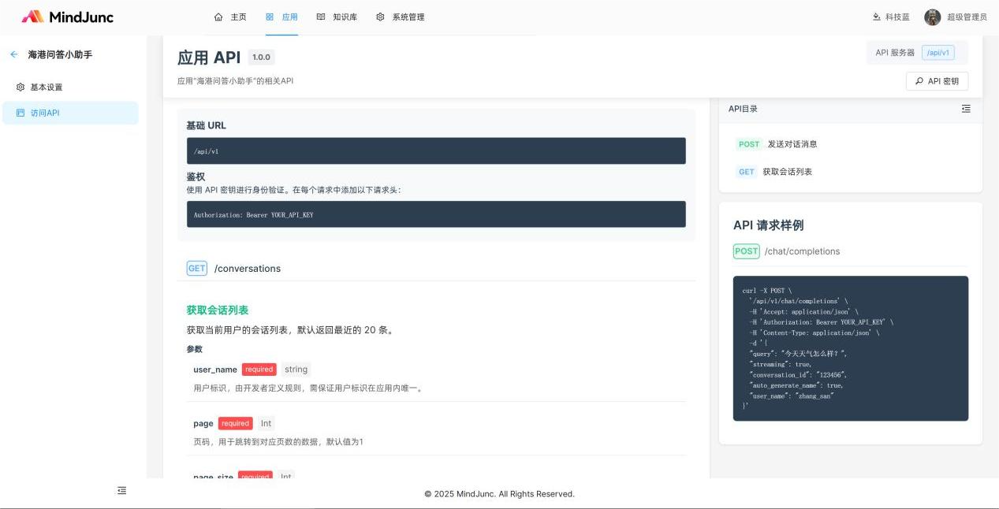 MindJunc
主页 应用 知识库 系统管理
科技蓝 超级管理员
海港问答小助手
基本设置
访问API
应用 API 1.0.0
应用"海港问答小助手"的相关API
API 服务器 /api/v1
API 密钥
基础 URL
/api/v1
鉴权
使用 API 密钥进行身份验证。在每个请求中添加以下请求头：
Authorization: Bearer YOUR_API_KEY
GET /conversations
获取会话列表
获取当前用户的会话列表，默认返回最近的 20 条。
参数
user_name required string
用户标识，由开发者定义规则，需保证用户标识在应用内唯一。
page required Int
页码，用于跳转到对应页数的数据，默认值为1
page_size required Int
API目录
POST 发送对话消息
GET 获取会话列表
API 请求样例
POST /chat/completions
curl -X POST \
'/api/v1/chat/completions' \
-H 'Accept: application/json' \
-H 'Authorization: Bearer YOUR_API_KEY' \
-H 'Content-Type: application/json' \
-d '{
"query": "今天天气怎么样？",
"streaming": true,
"conversation_id": "123456",
"auto_generate_name": true,
"user_name": "zhang_san"
}'
© 2025 MindJunc. All Rights Reserved.